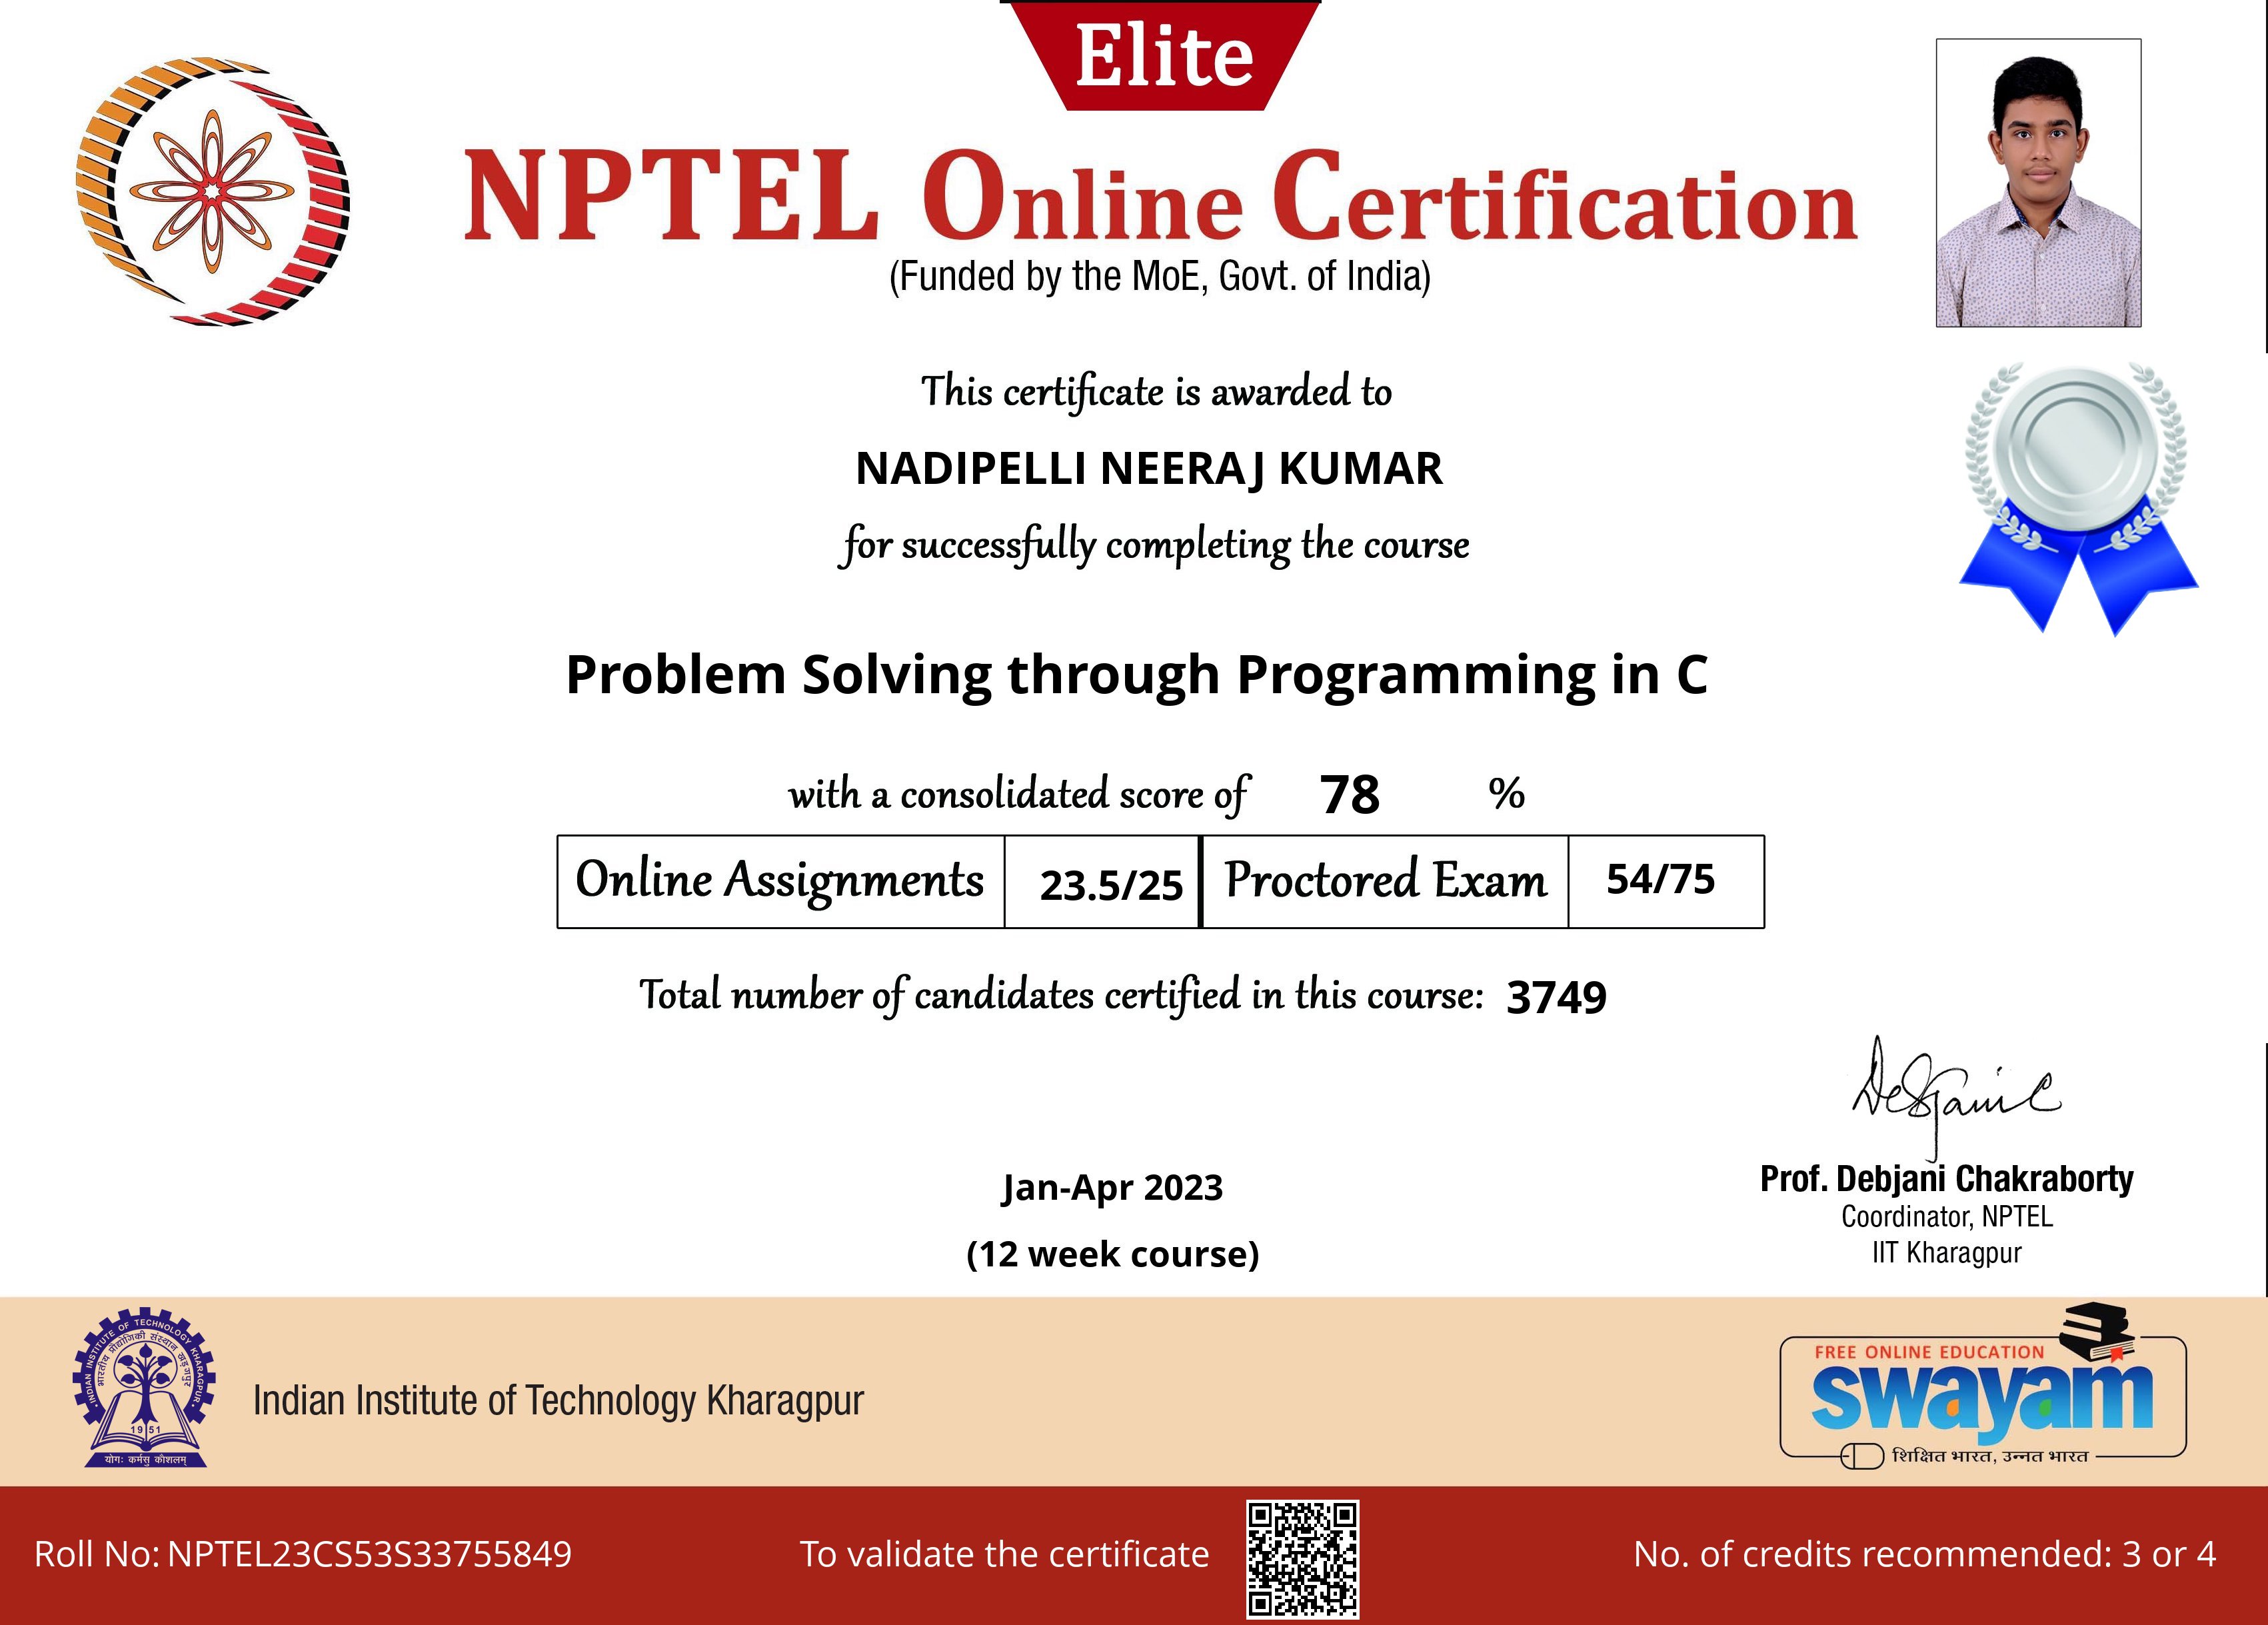 Elite
NPTEL Online Certification
(Funded by the MoE, Govt. of India)
This certificate is awarded to
NADIPELLI NEERAJ KUMAR
for successfully completing the course
Problem Solving through Programming in C
with a consolidated score of 78 %
Online Assignments 23.5/25 Proctored Exam 54/75
Total number of candidates certified in this course: 3749
Prof. Debjani Chakraborty
Coordinator, NPTEL
IIT Kharagpur
Jan-Apr 2023
(12 week course)
INDIAN INSTITUTE OF TECHNOLOGY KHARAGPUR
भारतीय प्रौद्योगिकी संस्थान खड़गपुर
1951
योगः कर्मसु कौशलम्
Indian Institute of Technology Kharagpur
FREE ONLINE EDUCATION
swayam
शिक्षित भारत, उन्नत भारत
Roll No: NPTEL23CS53S33755849
To validate the certificate
No. of credits recommended: 3 or 4